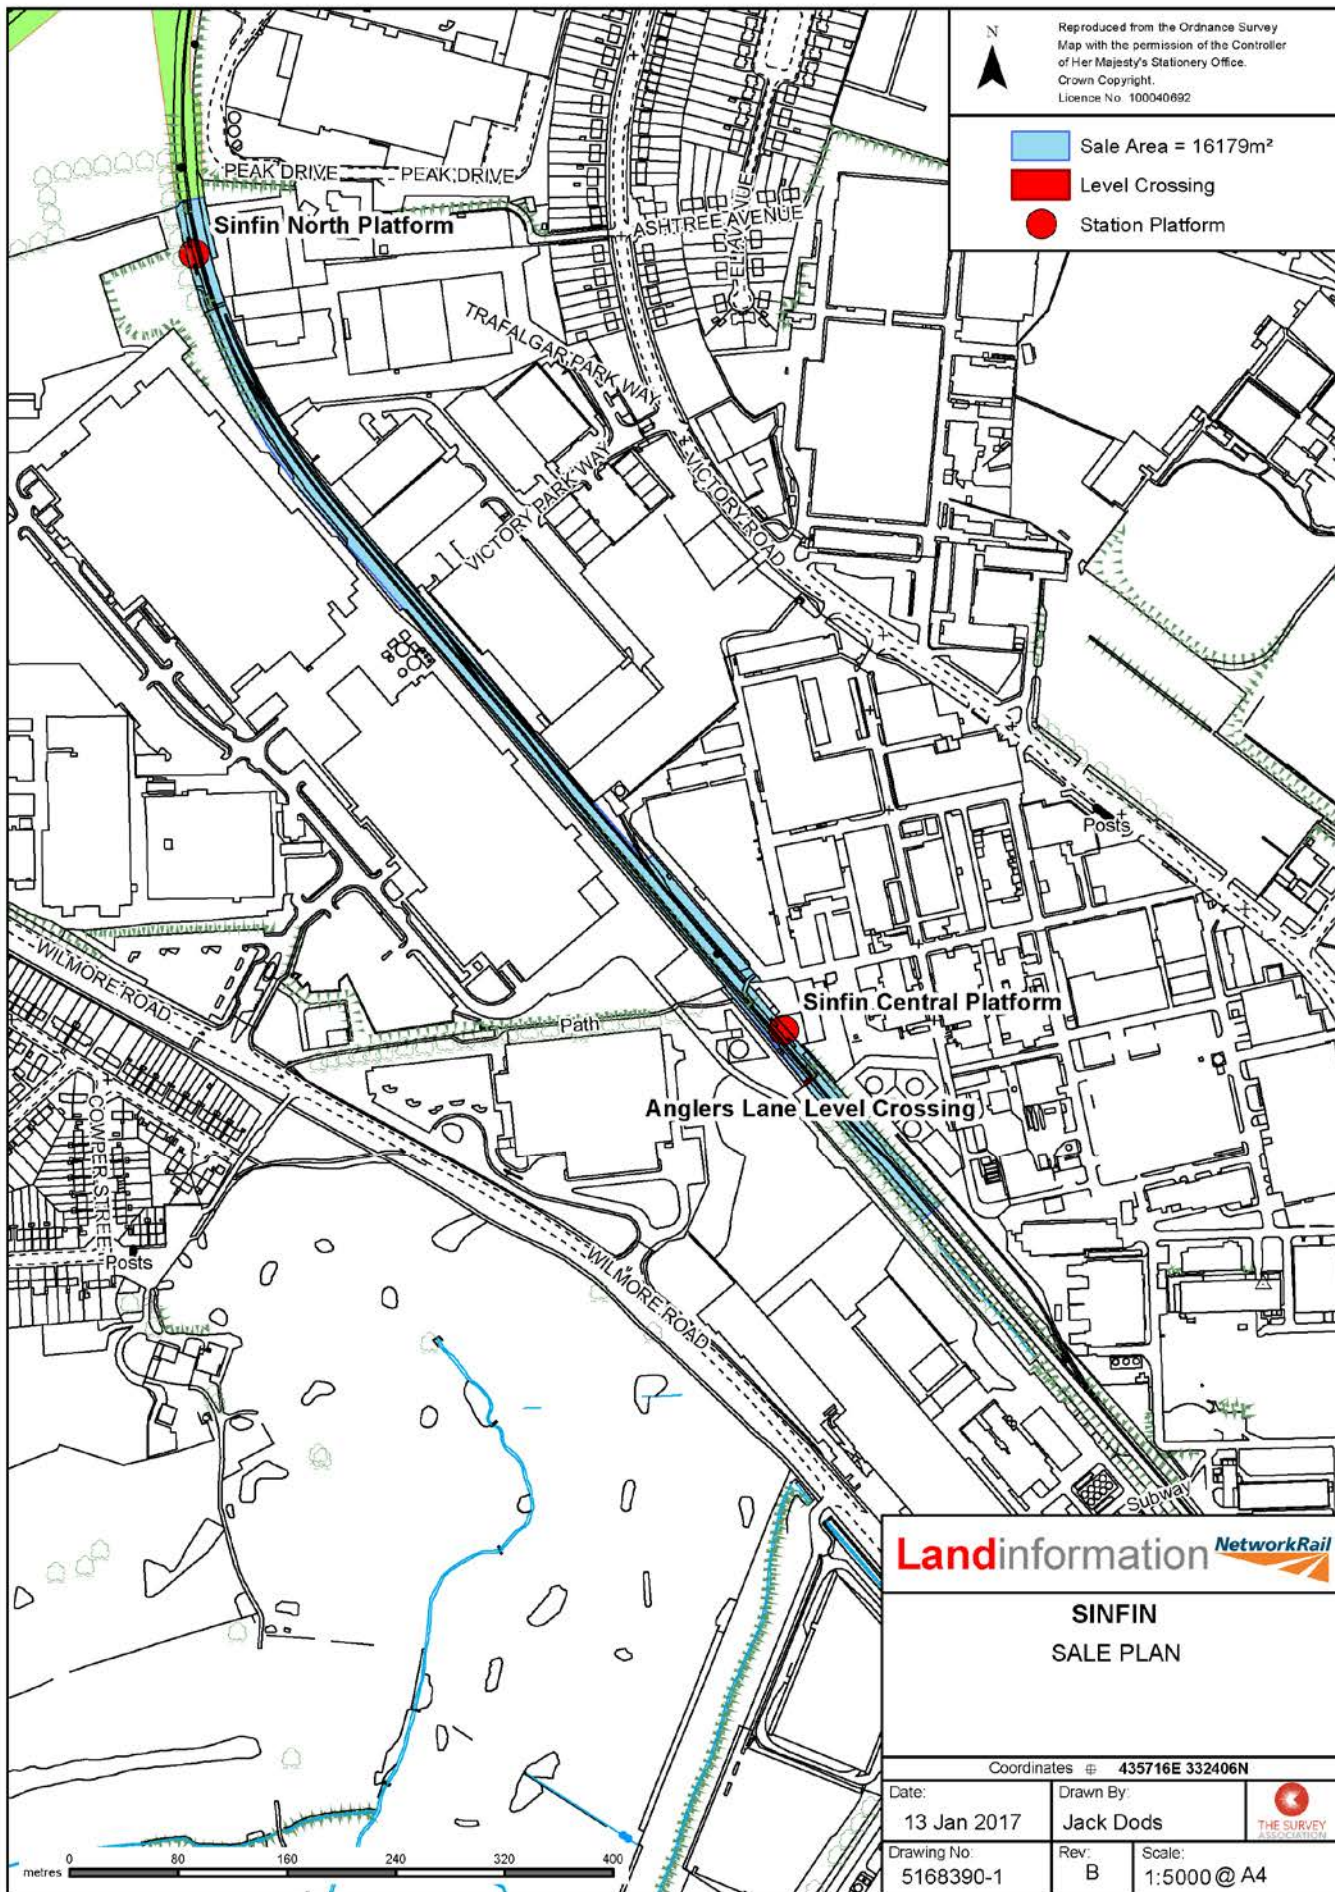 N
Reproduced from the Ordnance Survey
Map with the permission of the Controller
of Her Majesty's Stationery Office.
Crown Copyright.
Licence No. 100040692
Sale Area = 16179m²
Level Crossing
Station Platform
PEAK DRIVE
PEAK DRIVE
Sinfin North Platform
ASHTREE AVENUE
ELA AVENUE
TRAFALGAR PARK WAY
VICTORY PARK WAY
VICTORY ROAD
Posts
WILMORE ROAD
Sinfin Central Platform
Path
Anglers Lane Level Crossing
COWPER STREET
Posts
WILMORE ROAD
Subway
Landinformation NetworkRail
SINFIN
SALE PLAN
Coordinates 435716E 332406N
Date:
13 Jan 2017
Drawn By:
Jack Dods
THE SURVEY
ASSOCIATION
Drawing No:
5168390-1
Rev:
B
Scale:
1:5000 @ A4
metres 0 80 160 240 320 400